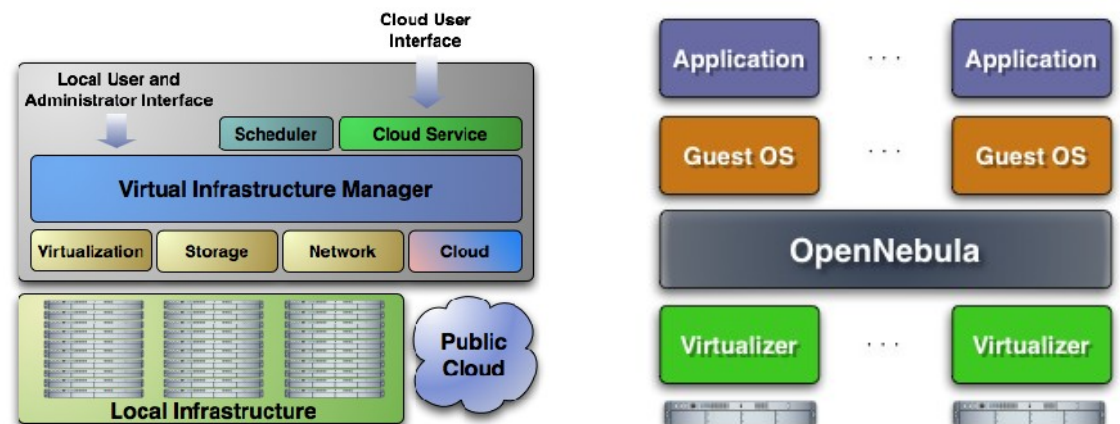 Cloud User
Interface
Local User and
Administrator Interface
Scheduler
Cloud Service
Virtual Infrastructure Manager
Virtualization
Storage
Network
Cloud
Local Infrastructure
Public
Cloud
Application
. . .
Application
Guest OS
. . .
Guest OS
OpenNebula
Virtualizer
. . .
Virtualizer